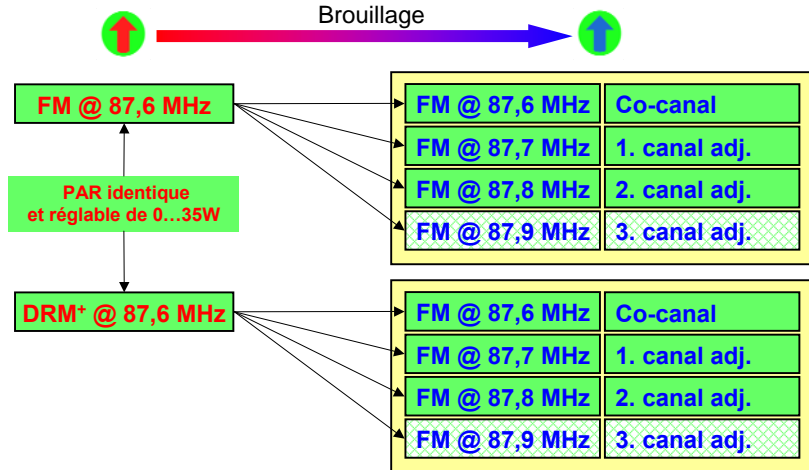 Brouillage
FM @ 87,6 MHz
FM @ 87,6 MHz Co-canal
FM @ 87,7 MHz 1. canal adj.
FM @ 87,8 MHz 2. canal adj.
FM @ 87,9 MHz 3. canal adj.
PAR identique
et réglable de 0…35W
DRM⁺ @ 87,6 MHz
FM @ 87,6 MHz Co-canal
FM @ 87,7 MHz 1. canal adj.
FM @ 87,8 MHz 2. canal adj.
FM @ 87,9 MHz 3. canal adj.